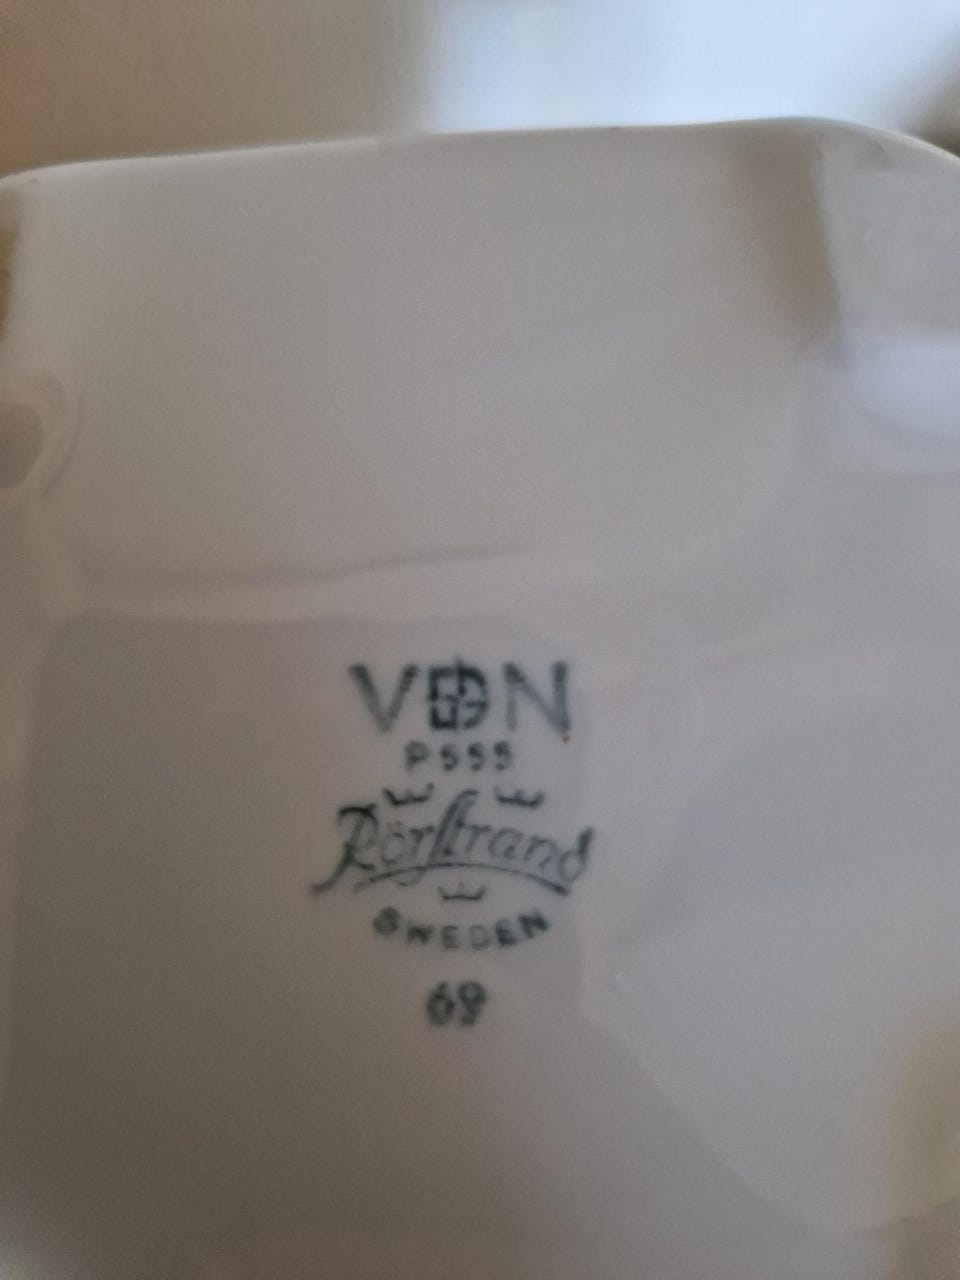 VDN
P555
Rörstrand
SWEDEN
69